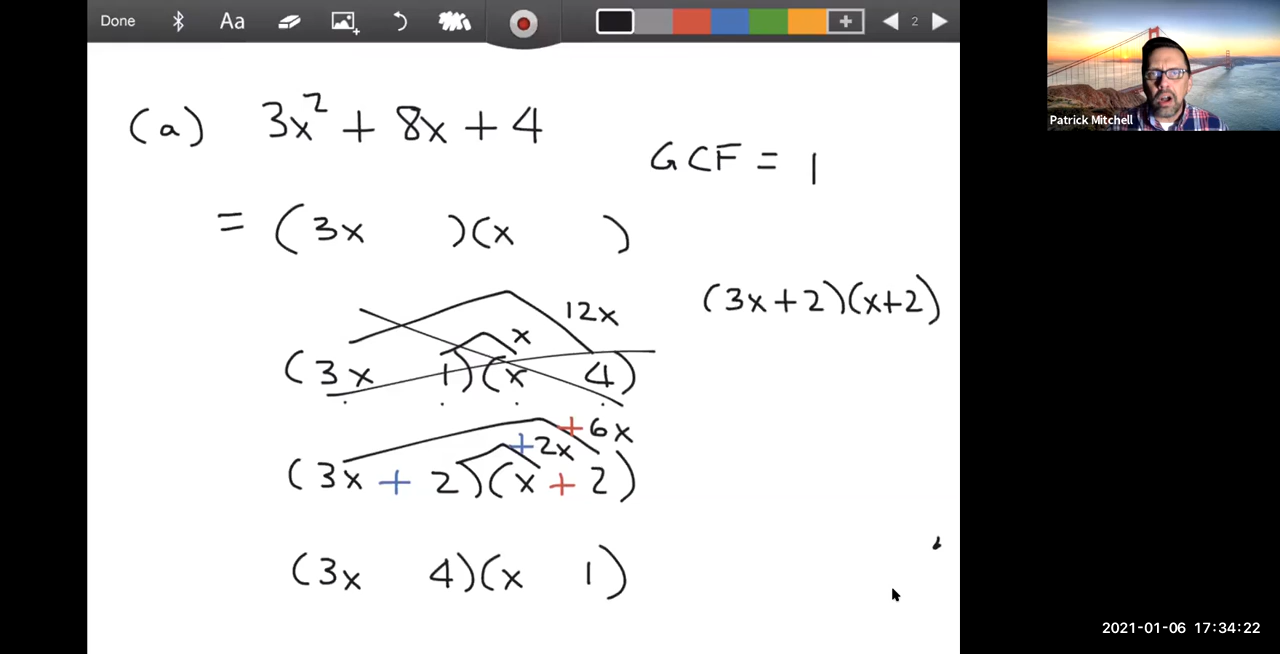 Done Aa 2
(a) 3x² + 8x + 4
GCF = 1
= (3x )(x )
(3x+2)(x+2)
12x
x
(3x 1)(x 4)
+6x
+2x
(3x + 2)(x + 2)
(3x 4)(x 1)
Patrick Mitchell
2021-01-06 17:34:22